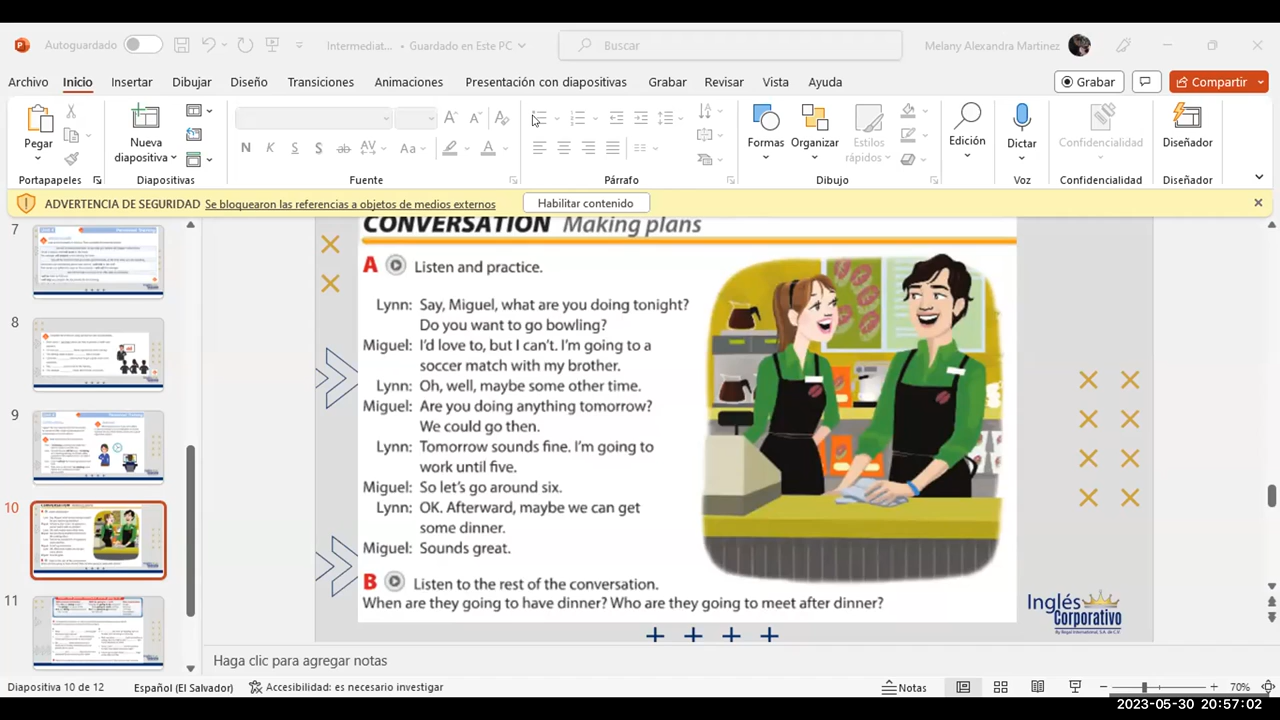 Autoguardado
Intermedi... • Guardado en Este PC
Buscar
Melany Alexandra Martinez
Archivo Inicio Insertar Dibujar Diseño Transiciones Animaciones Presentación con diapositivas Grabar Revisar Vista Ayuda
Grabar
Compartir
Pegar
Nueva diapositiva
N K S S
Formas
Organizar
Estilos rápidos
Edición
Dictar
Confidencialidad
Diseñador
Portapapeles Diapositivas Fuente Párrafo Dibujo Voz Confidencialidad Diseñador
ADVERTENCIA DE SEGURIDAD Se bloquearon las referencias a objetos de medios externos Habilitar contenido
7
8
9
10
11
CONVERSATION Making plans
A Listen and practice.
Lynn: Say, Miguel, what are you doing tonight?
Do you want to go bowling?
Miguel: I'd love to, but I can't. I'm going to a
soccer match with my brother.
Lynn: Oh, well, maybe some other time.
Miguel: Are you doing anything tomorrow?
We could go then.
Lynn: Tomorrow sounds fine. I'm going to
work until five.
Miguel: So let's go around six.
Lynn: OK. Afterward, maybe we can get
some dinner.
Miguel: Sounds great.
B Listen to the rest of the conversation.
When are they going to have dinner? Who are they going to meet after dinner?
Inglés
Corporativo
By Regal International, S.A. de C.V
Haga clic para agregar notas
Diapositiva 10 de 12 Español (El Salvador) Accesibilidad: es necesario investigar Notas 70%
2023-05-30 20:57:02